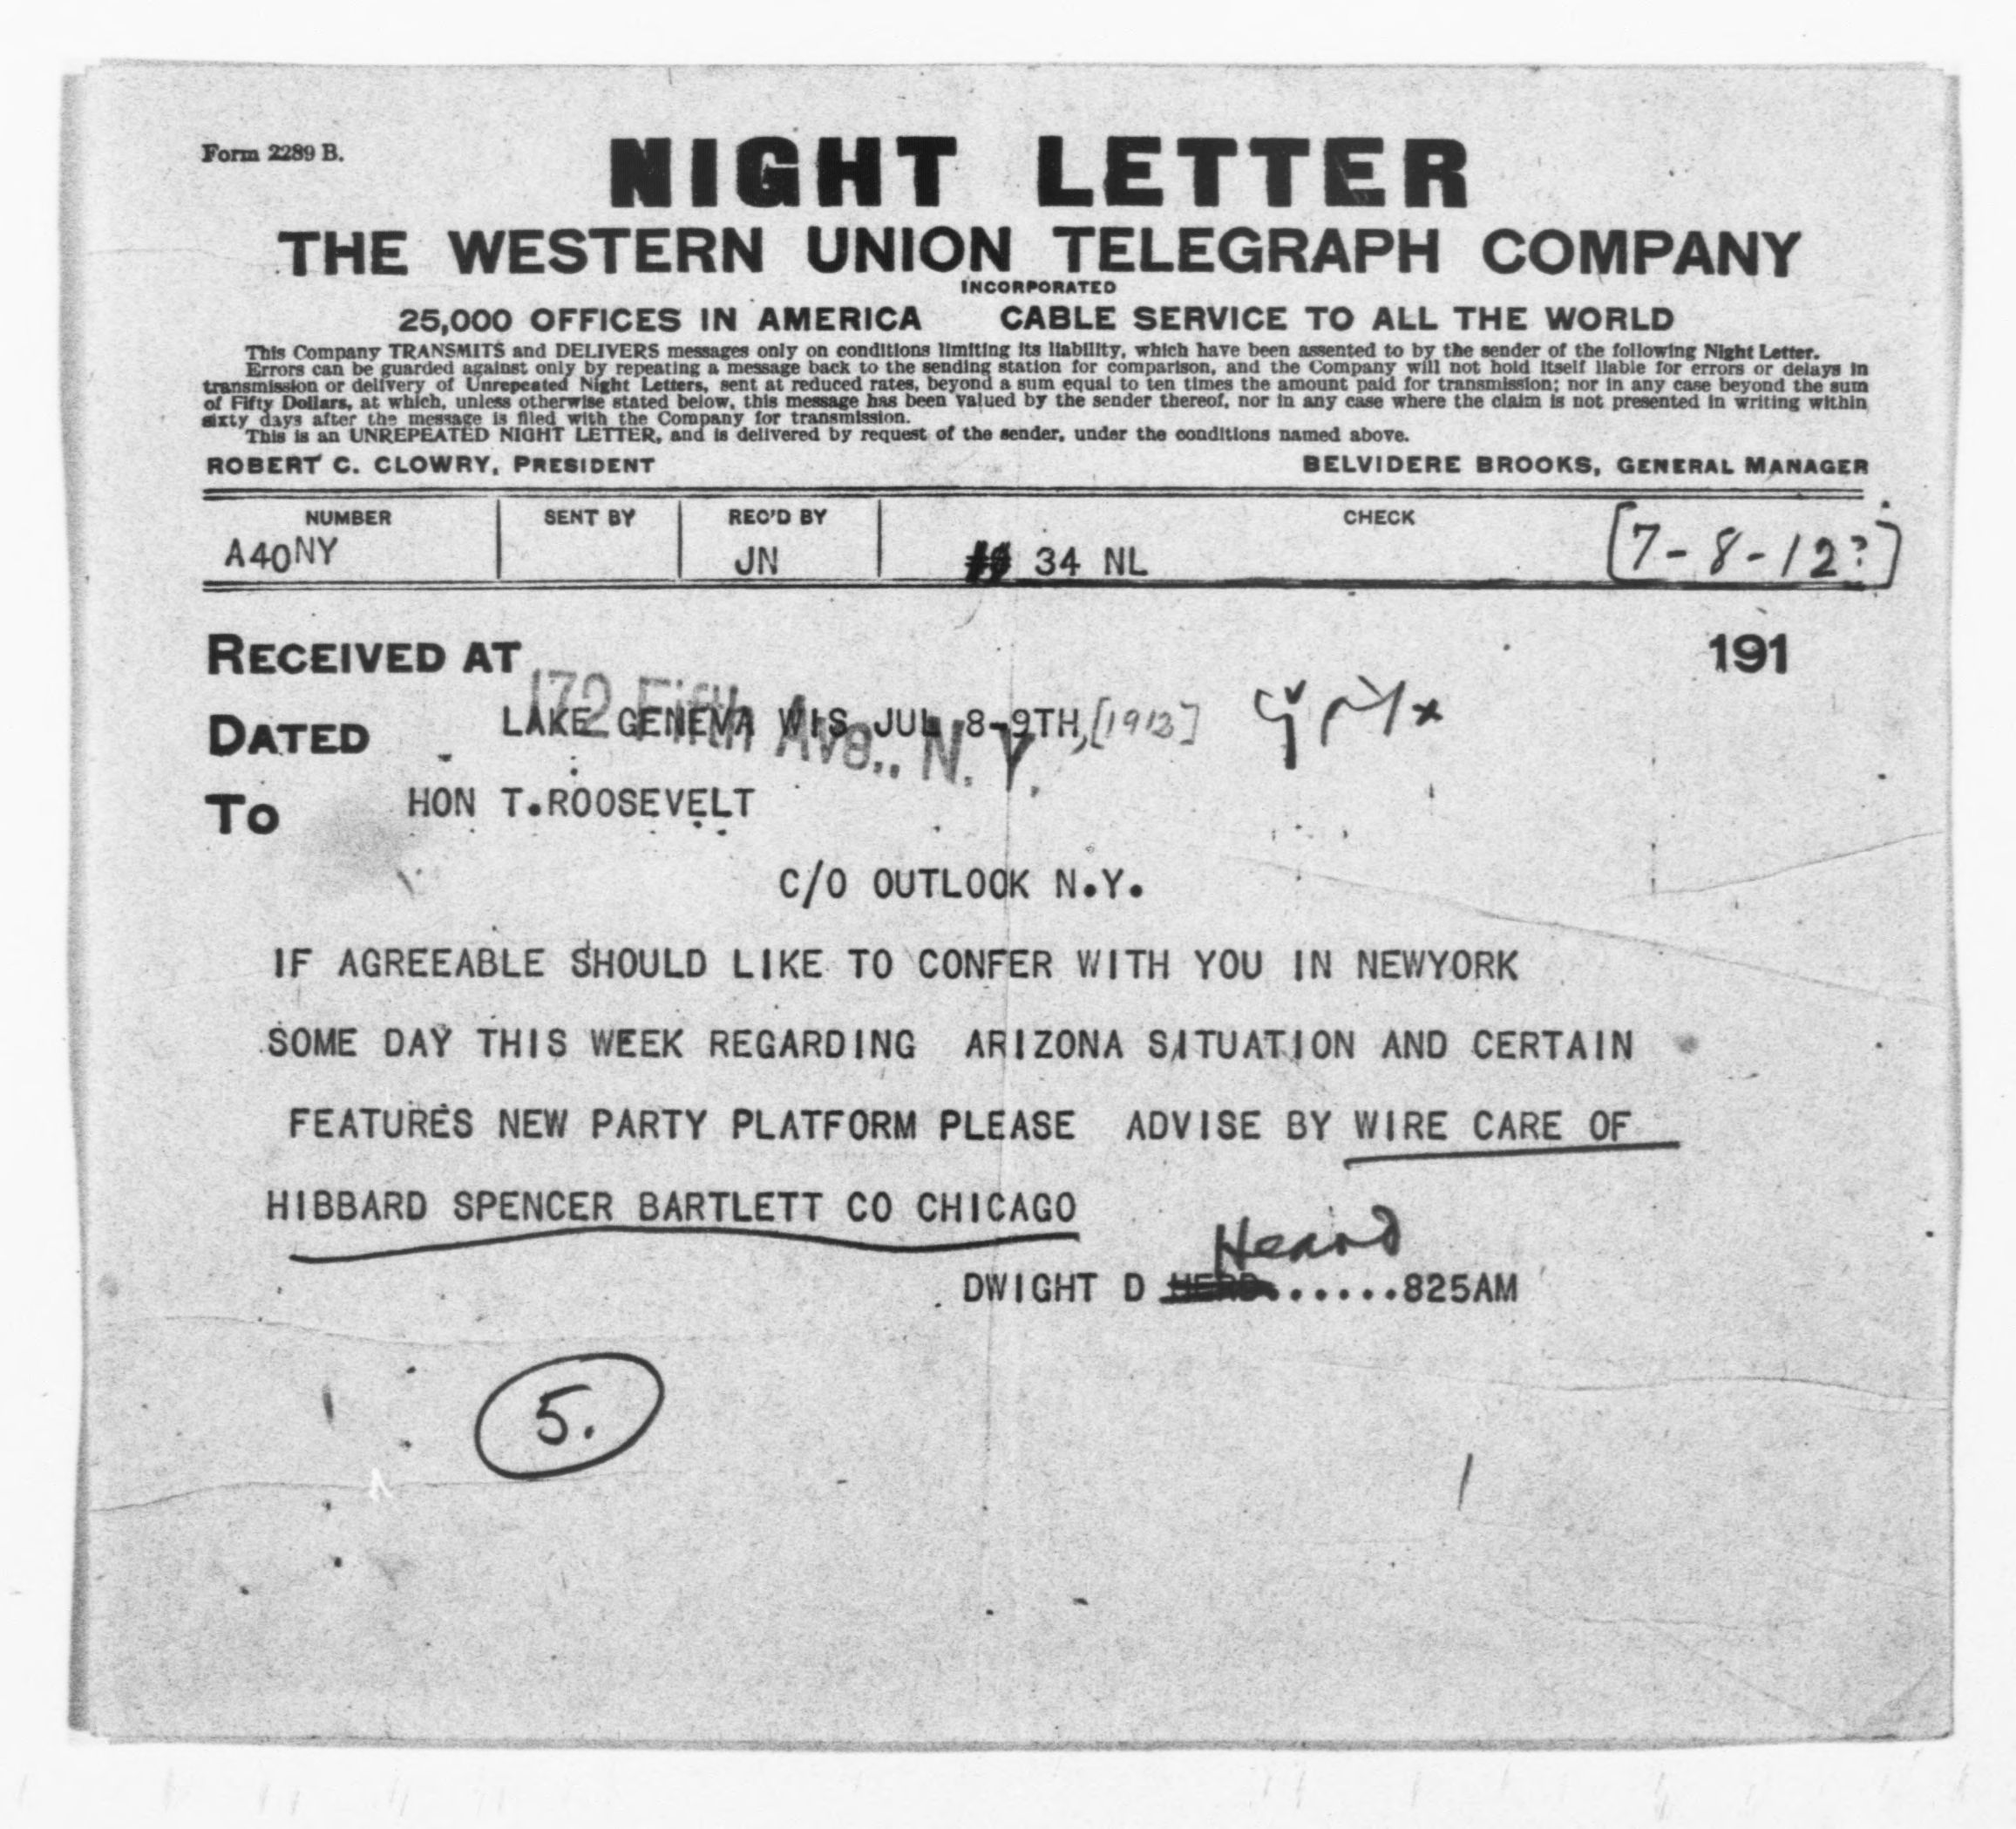 Form 2289 B.
NIGHT LETTER
THE WESTERN UNION TELEGRAPH COMPANY
INCORPORATED
25,000 OFFICES IN AMERICA CABLE SERVICE TO ALL THE WORLD
This Company TRANSMITS and DELIVERS messages only on conditions limiting its liability, which have been assented to by the sender of the following Night Letter.
Errors can be guarded against only by repeating a message back to the sending station for comparison, and the Company will not hold itself liable for errors or delays in
transmission or delivery of Unrepeated Night Letters, sent at reduced rates, beyond a sum equal to ten times the amount paid for transmission; nor in any case beyond the sum
of Fifty Dollars, at which, unless otherwise stated below, this message has been valued by the sender thereof, nor in any case where the claim is not presented in writing within
sixty days after the message is filed with the Company for transmission.
This is an UNREPEATED NIGHT LETTER, and is delivered by request of the sender, under the conditions named above.
ROBERT C. CLOWRY, PRESIDENT BELVIDERE BROOKS, GENERAL MANAGER
NUMBER SENT BY REC'D BY CHECK
A40NY JN 34 NL [7-8-12?]
RECEIVED AT 191
172 Fifth Ave., N. Y.
DATED LAKE GENEVA WIS JUL 8-9TH, [1912]
TO HON T.ROOSEVELT
C/O OUTLOOK N.Y.
IF AGREEABLE SHOULD LIKE TO CONFER WITH YOU IN NEWYORK
SOME DAY THIS WEEK REGARDING ARIZONA SITUATION AND CERTAIN
FEATURES NEW PARTY PLATFORM PLEASE ADVISE BY WIRE CARE OF
HIBBARD SPENCER BARTLETT CO CHICAGO
Heard
DWIGHT D HERD......825AM
5.